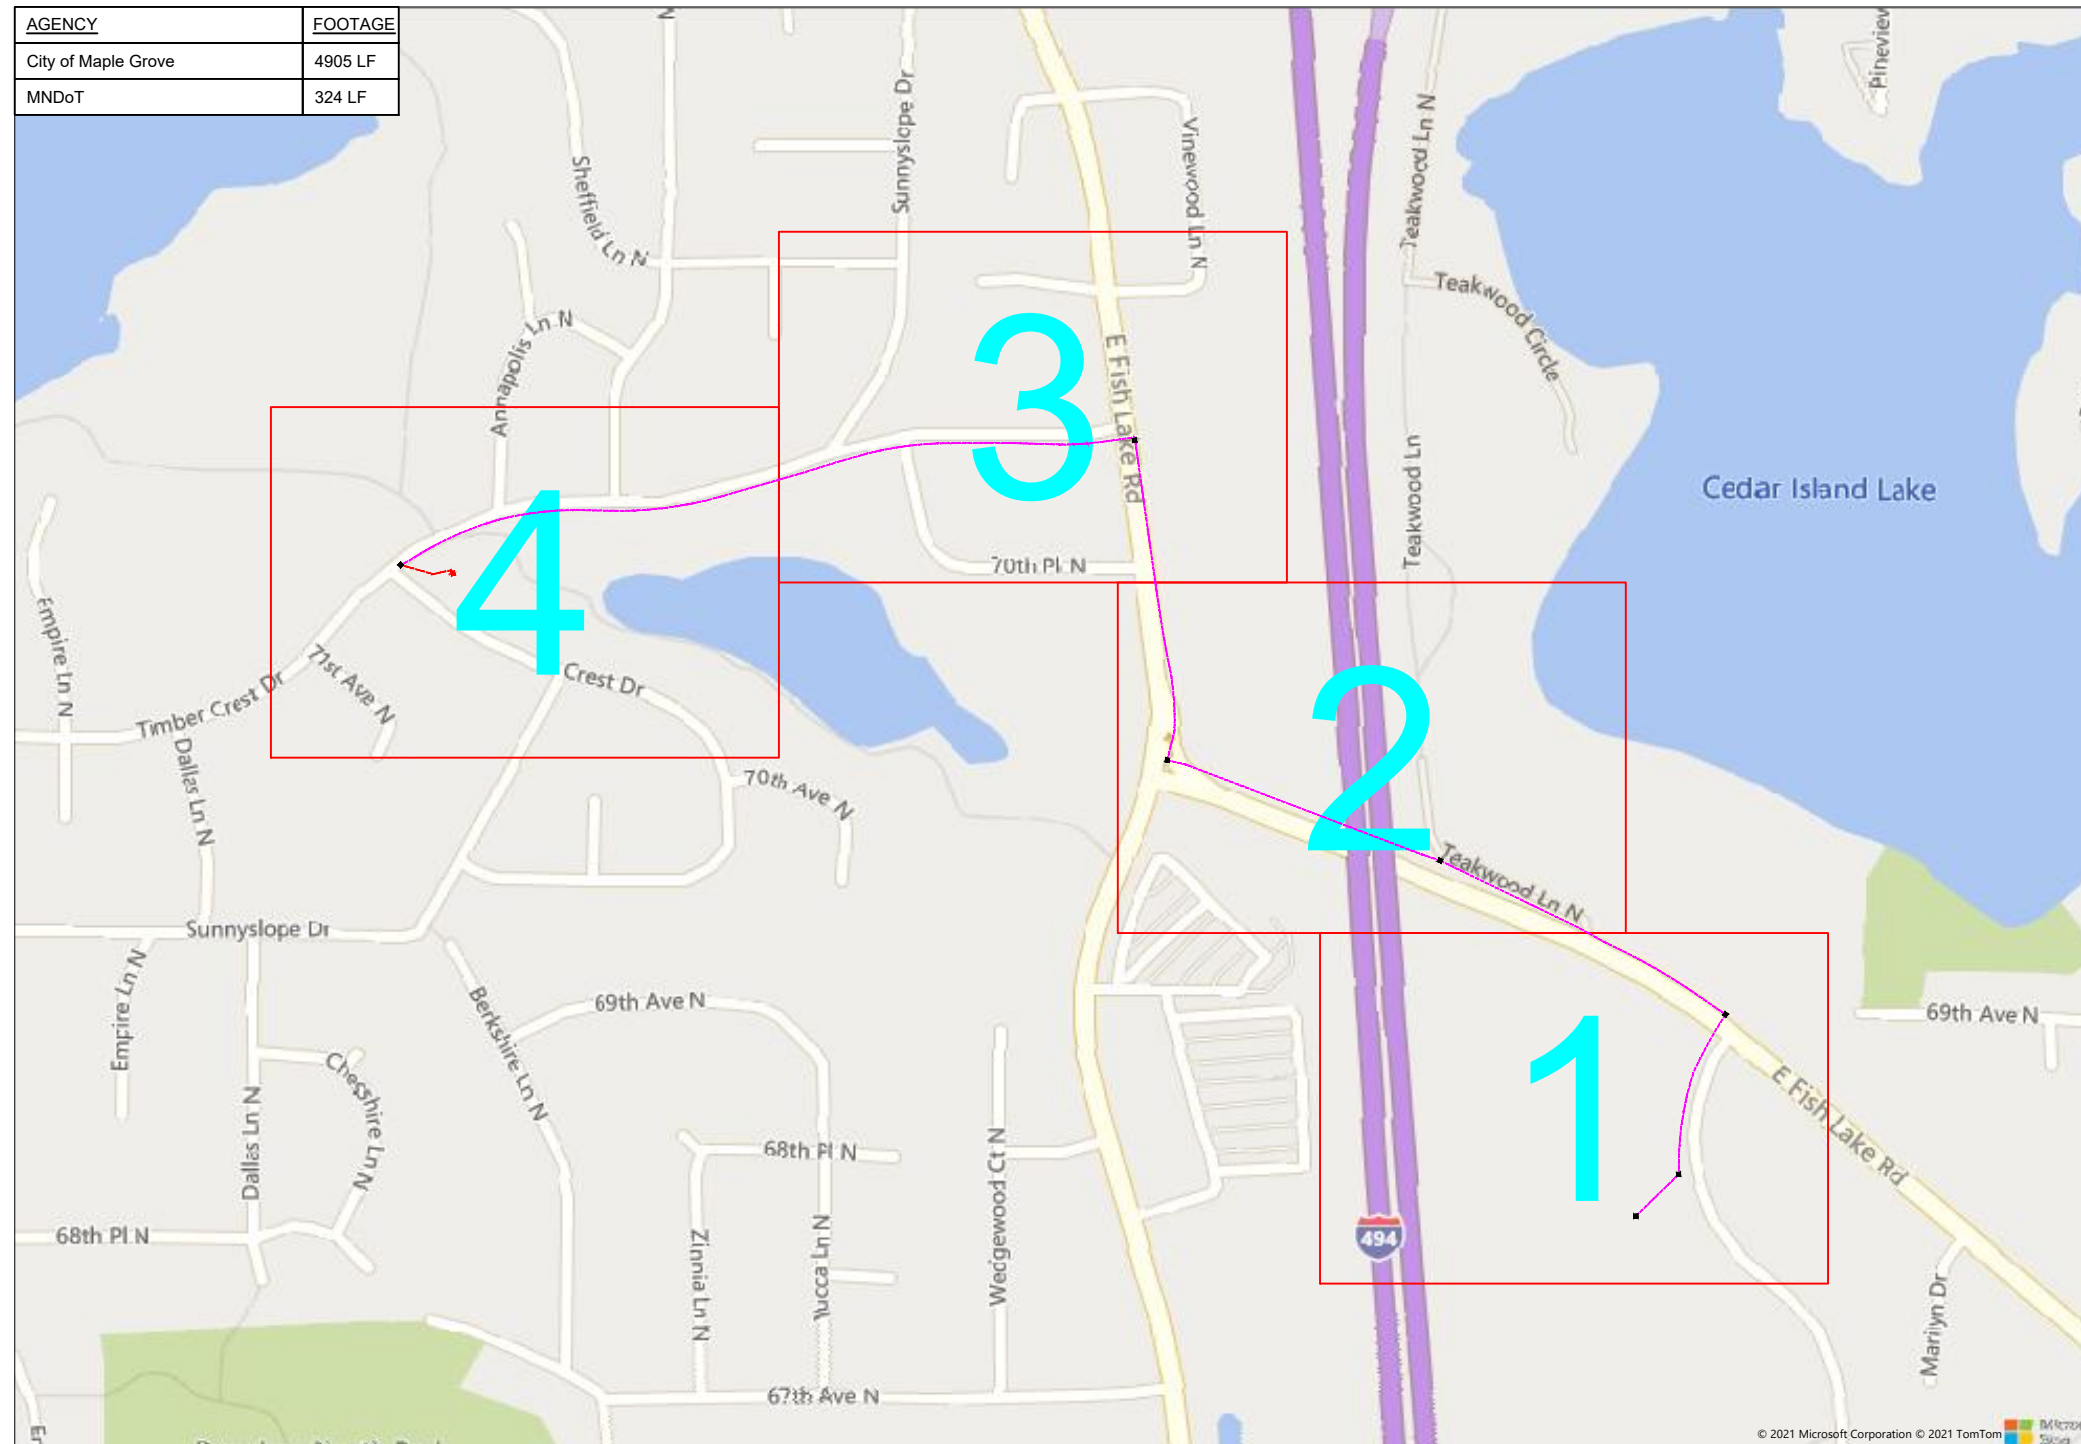 AGENCY FOOTAGE
City of Maple Grove 4905 LF
MNDoT 324 LF
N
Pineview
Sunnyslope Dr
Sheffield Ln N
Vinewood Ln N
Teakwood Ln N
Teakwood Circle
Annapolis Ln N
3
E Fish Lake Rd
Teakwood Ln
Cedar Island Lake
4
70th Pl N
Empire Ln N
71st Ave N
Crest Dr
Timber Crest Dr
2
Dallas Ln N
70th Ave N
Teakwood Ln N
Sunnyslope Dr
Empire Ln N
Berkshire Ln N
69th Ave N
69th Ave N
1
Cheshire Ln N
E Fish Lake Rd
Dallas Ln N
68th Pl N
Wedgewood Ct N
68th Pl N
Zinnia Ln N
Yucca Ln N
494
Marilyn Dr
67th Ave N
© 2021 Microsoft Corporation © 2021 TomTom